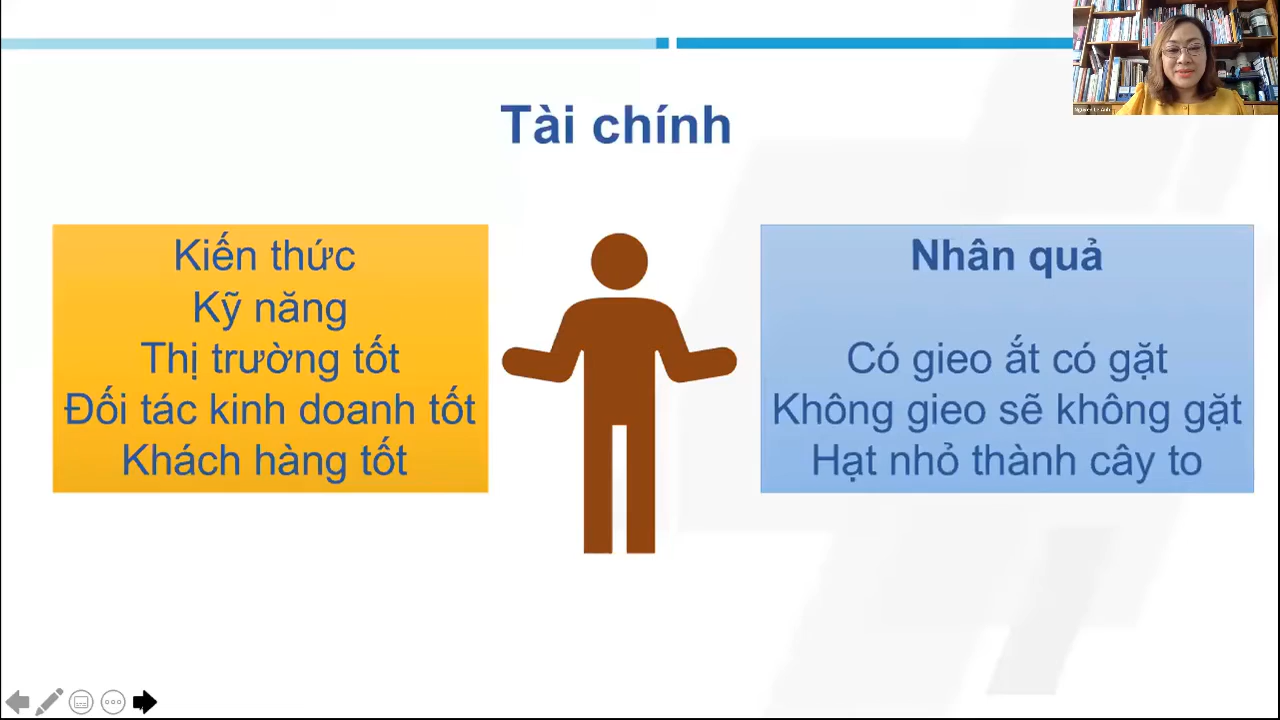 Tài chính
Kiến thức
Kỹ năng
Thị trường tốt
Đối tác kinh doanh tốt
Khách hàng tốt
Nhân quả
Có gieo ắt có gặt
Không gieo sẽ không gặt
Hạt nhỏ thành cây to